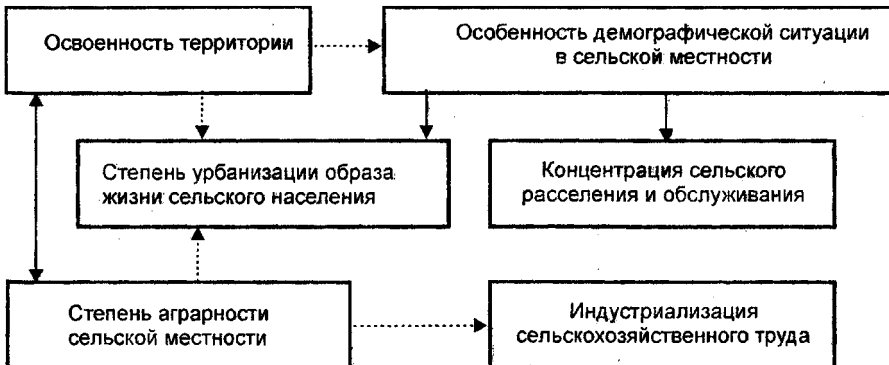 Освоенность территории
Особенность демографической ситуации
в сельской местности
Степень урбанизации образа
жизни сельского населения
Концентрация сельского
расселения и обслуживания
Степень аграрности
сельской местности
Индустриализация
сельскохозяйственного труда